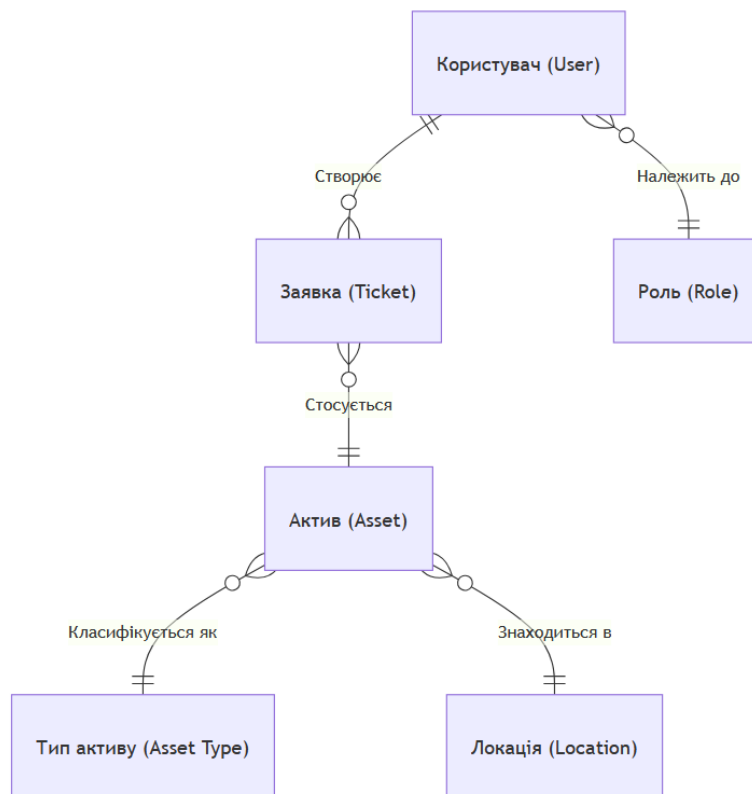 Користувач (User)
Створює
Належить до
Заявка (Ticket)
Роль (Role)
Стосується
Актив (Asset)
Класифікується як
Знаходиться в
Тип активу (Asset Type)
Локація (Location)